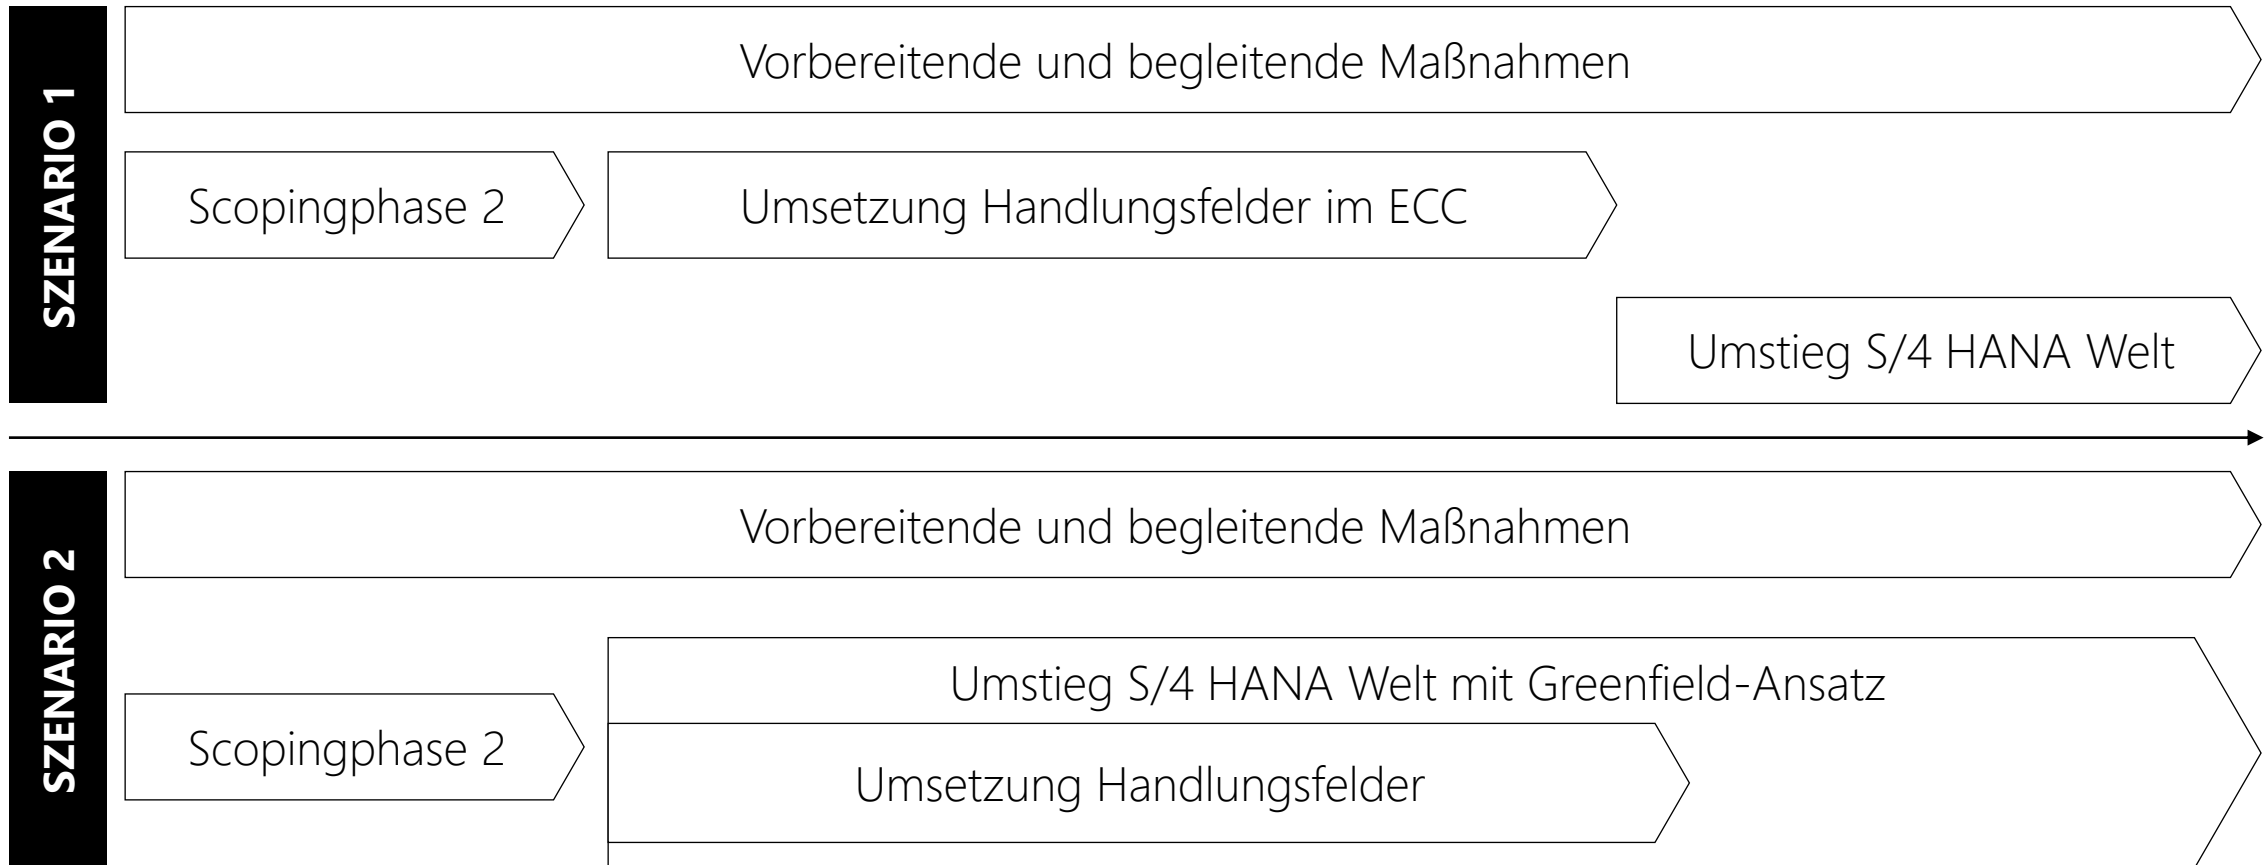 SZENARIO 1
Vorbereitende und begleitende Maßnahmen
Scopingphase 2
Umsetzung Handlungsfelder im ECC
Umstieg S/4 HANA Welt
SZENARIO 2
Vorbereitende und begleitende Maßnahmen
Umstieg S/4 HANA Welt mit Greenfield-Ansatz
Scopingphase 2
Umsetzung Handlungsfelder